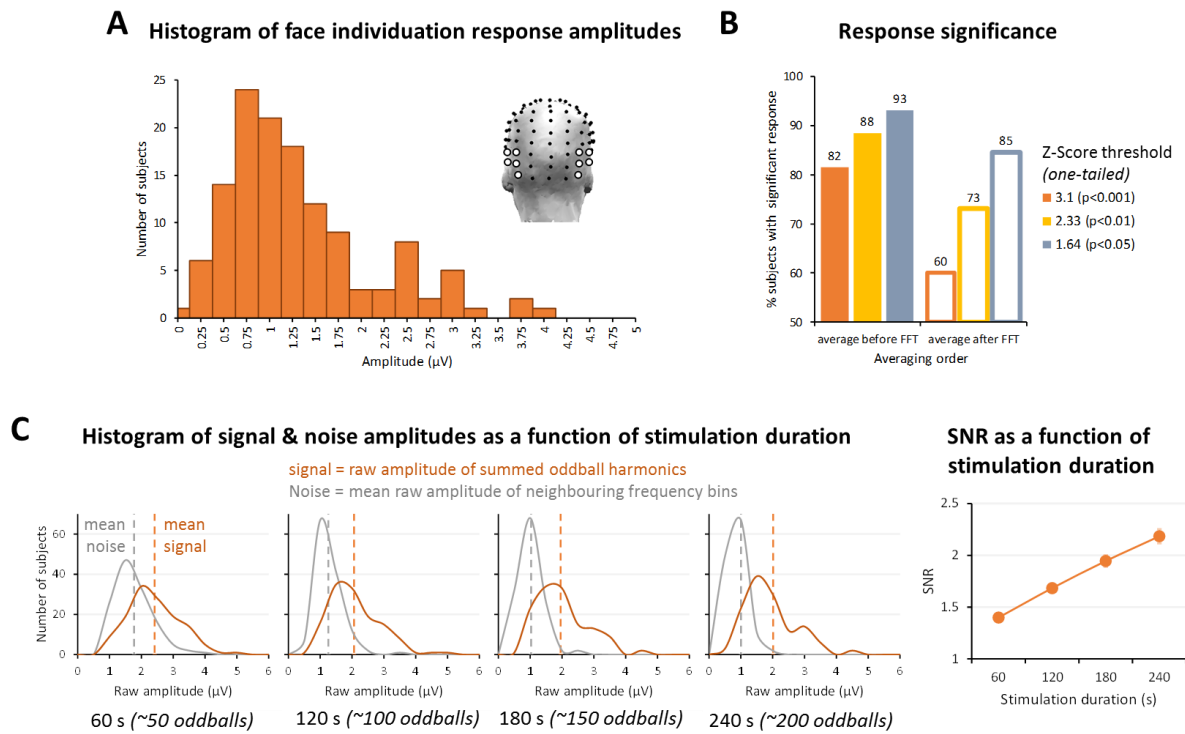 A
Histogram of face individuation response amplitudes
25
20
15
10
5
0
Number of subjects
0 0.25 0.5 0.75 1 1.25 1.5 1.75 2 2.25 2.5 2.75 3 3.25 3.75 4 4.25 4.5 4.75 5
Amplitude (µV)
B
Response significance
100
90
80
70
60
50
% subjects with significant response
82 88 93 60 73 85
average before FFT average after FFT
Averaging order
Z-Score threshold
(one-tailed)
3.1 (p<0.001)
2.33 (p<0.01)
1.64 (p<0.05)
C
Histogram of signal & noise amplitudes as a function of stimulation duration
signal = raw amplitude of summed oddball harmonics
Noise = mean raw amplitude of neighbouring frequency bins
mean
noise
mean
signal
60
40
20
0
Number of subjects
0 1 2 3 4 5 6
Raw amplitude (µV)
60 s (~50 oddballs)
0 1 2 3 4 5 6
Raw amplitude (µV)
120 s (~100 oddballs)
0 1 2 3 4 5 6
Raw amplitude (µV)
180 s (~150 oddballs)
0 1 2 3 4 5 6
Raw amplitude (µV)
240 s (~200 oddballs)
SNR as a function of
stimulation duration
2.5
2
1.5
1
SNR
60 120 180 240
Stimulation duration (s)